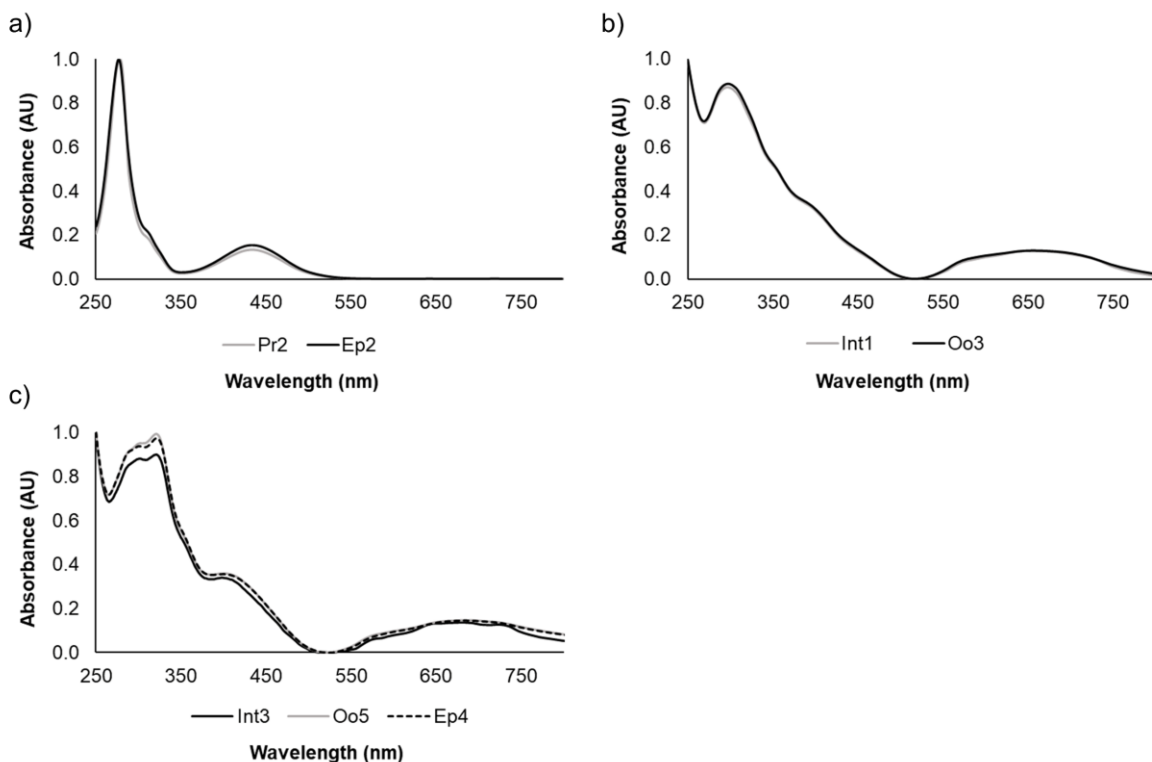 a)
Absorbance (AU)
1.0
0.8
0.6
0.4
0.2
0.0
250 350 450 550 650 750
Pr2 Ep2
Wavelength (nm)
b)
Absorbance (AU)
1.0
0.8
0.6
0.4
0.2
0.0
250 350 450 550 650 750
Int1 Oo3
Wavelength (nm)
c)
Absorbance (AU)
1.0
0.8
0.6
0.4
0.2
0.0
250 350 450 550 650 750
Int3 Oo5 Ep4
Wavelength (nm)